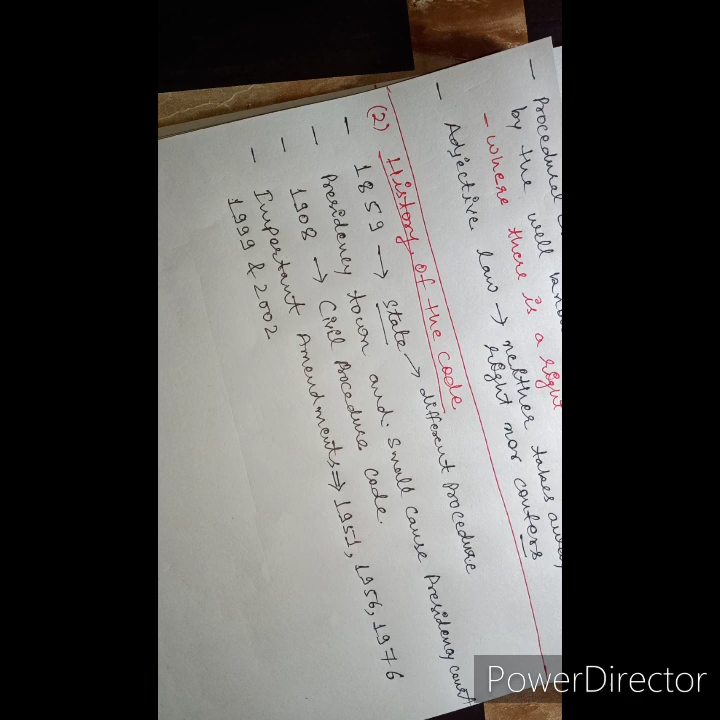 - Procedural
by the well
- where there is a right
- Adjective law → neither takes away
right nor confers
(2) History of the code
- 1859 → State → different Procedure
- Presidency town and Small cause Presidency court
- 1908 → Civil Procedure code.
- Important Amendments ⇒ 1951, 1956, 1976
1999 & 2002
PowerDirector